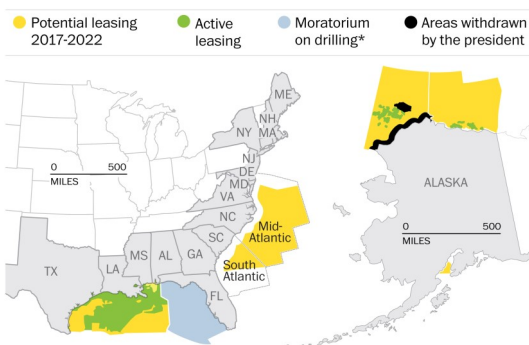 Potential leasing
2017-2022
Active
leasing
Moratorium
on drilling*
Areas withdrawn
by the president
ME
NH
NY
MA
NJ
DE
MD
VA
NC
SC
TX
LA
MS
AL
GA
FL
Mid-
Atlantic
South
Atlantic
0 500
MILES
ALASKA
0 500
MILES